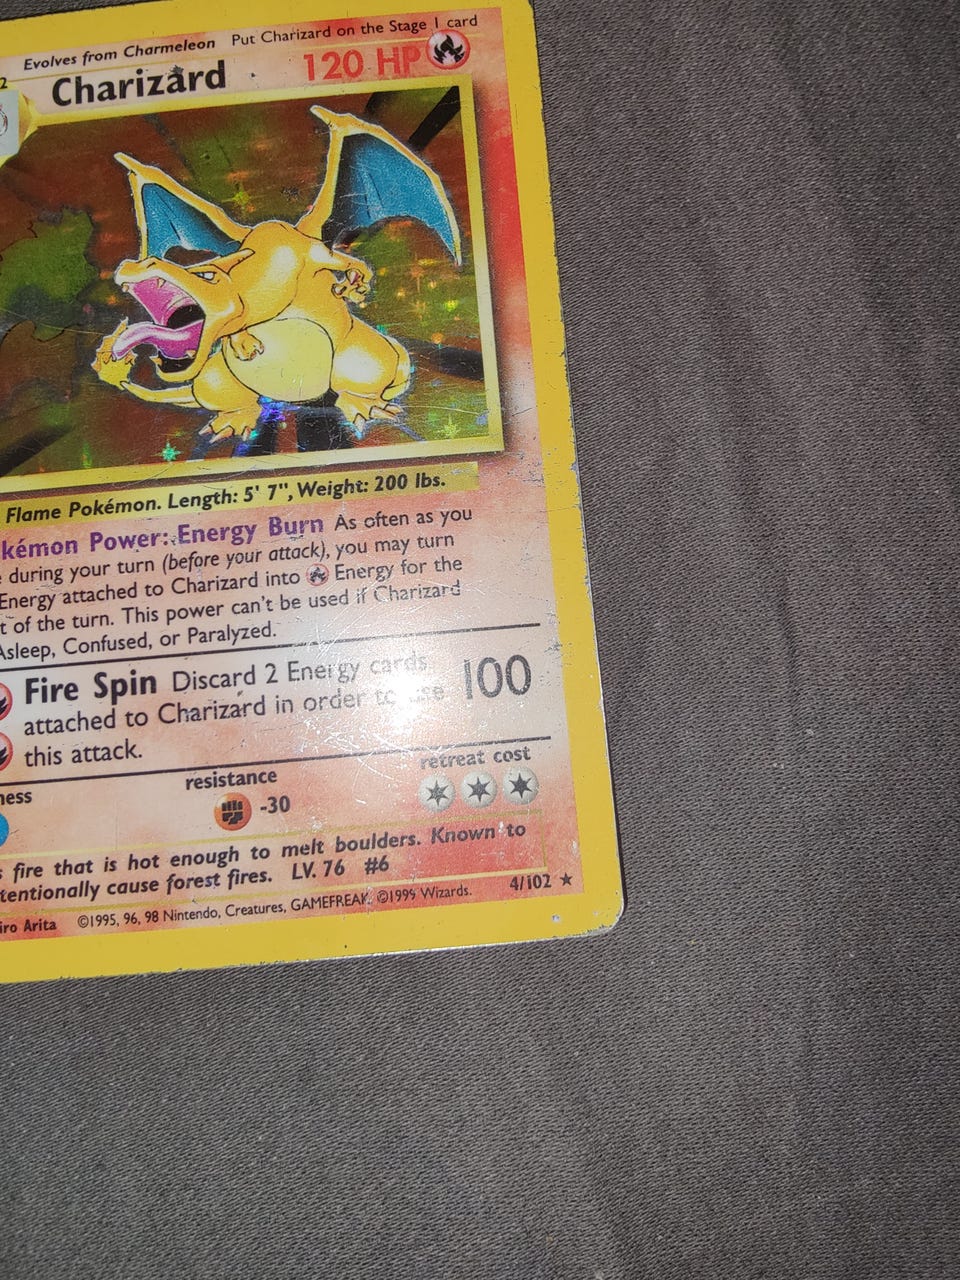 Evolves from Charmeleon Put Charizard on the Stage 1 card
2
Charizard 120 HP
Flame Pokémon. Length: 5' 7", Weight: 200 lbs.
kémon Power: Energy Burn As often as you
e during your turn (before your attack), you may turn
Energy attached to Charizard into Energy for the
t of the turn. This power can't be used if Charizard
Asleep, Confused, or Paralyzed.
Fire Spin Discard 2 Energy cards
attached to Charizard in order to use
this attack.
100
ness resistance retreat cost
-30
s fire that is hot enough to melt boulders. Known to
tentionally cause forest fires. LV. 76 #6
iro Arita ©1995, 96, 98 Nintendo, Creatures, GAMEFREAK. ©1999 Wizards. 4/102 ★